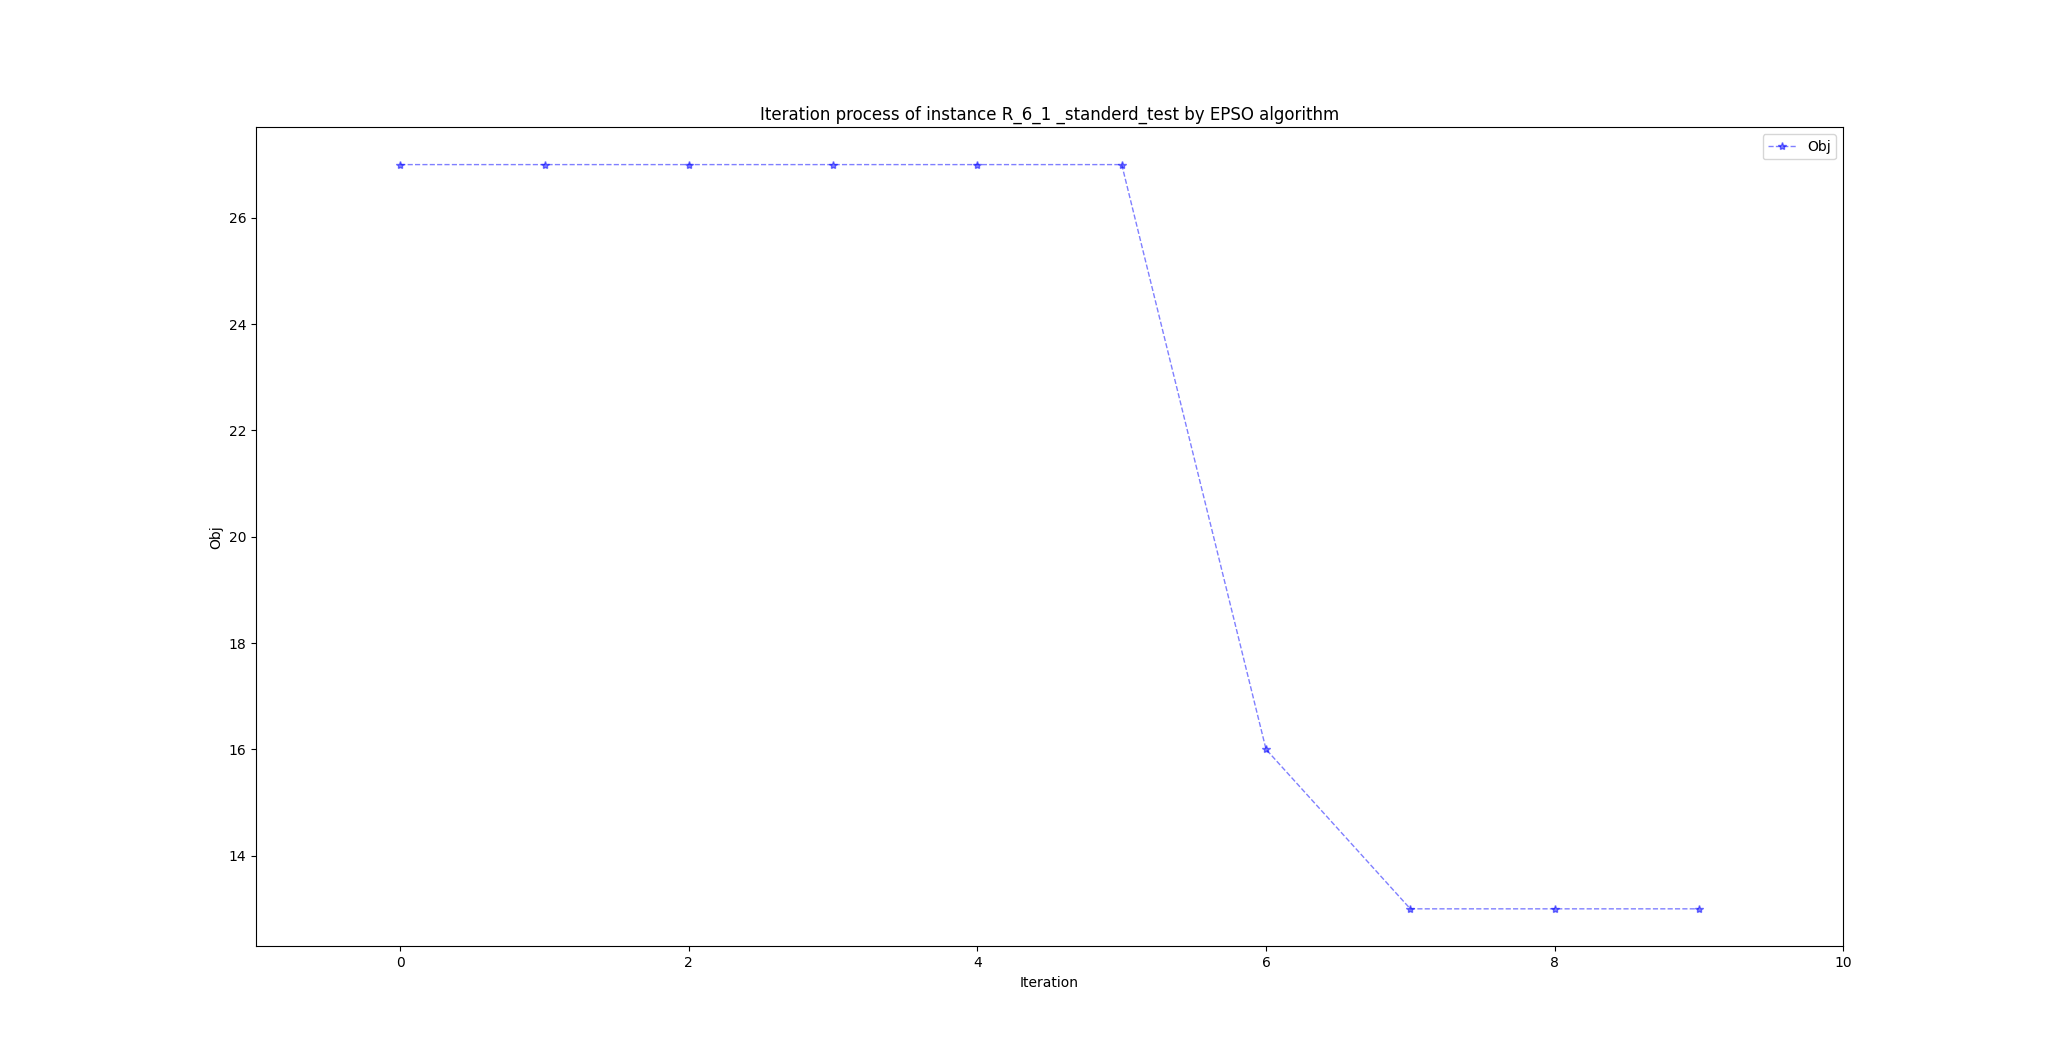 Iteration process of instance R_6_1 _standerd_test by EPSO algorithm
Obj
26
24
22
20
18
16
14
Obj
0 2 4 6 8 10
Iteration